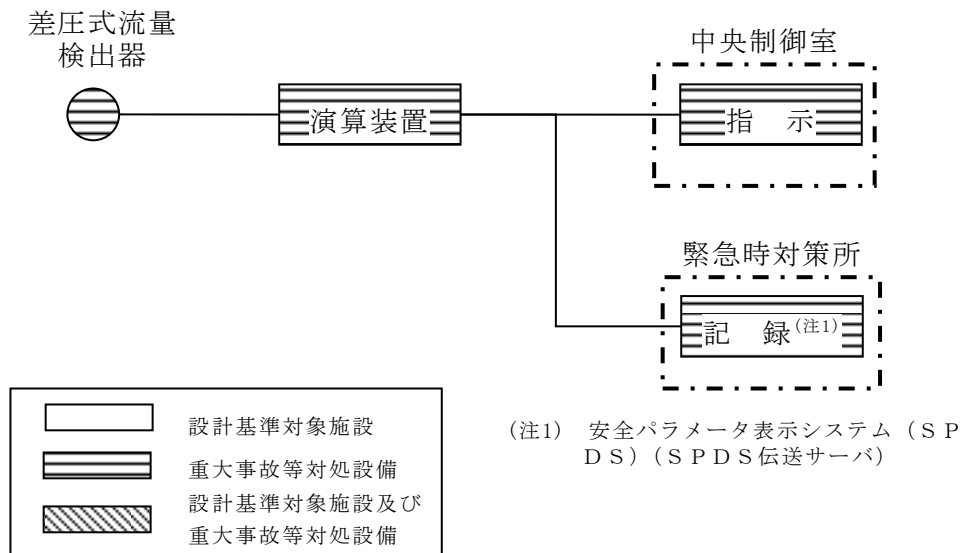 差圧式流量
検出器
中央制御室
演算装置
指　示
緊急時対策所
記　録(注1)
設計基準対象施設
重大事故等対処設備
設計基準対象施設及び
重大事故等対処設備
(注1)　安全パラメータ表示システム（ＳＰ
ＤＳ）（ＳＰＤＳ伝送サーバ）